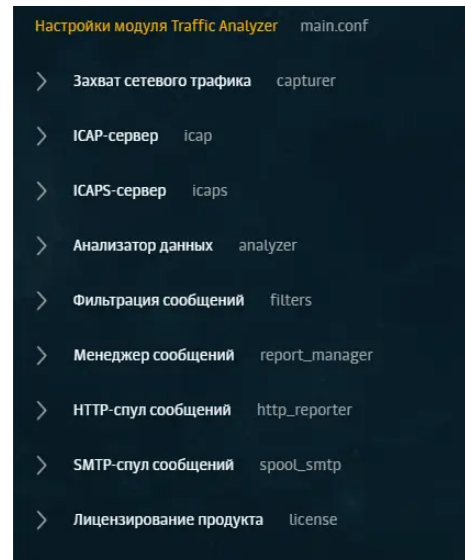 Настройки модуля Traffic Analyzer main.conf
Захват сетевого трафика capturer
ICAP-сервер icap
ICAPS-сервер icaps
Анализатор данных analyzer
Фильтрация сообщений filters
Менеджер сообщений report_manager
HTTP-спул сообщений http_reporter
SMTP-спул сообщений spool_smtp
Лицензирование продукта license